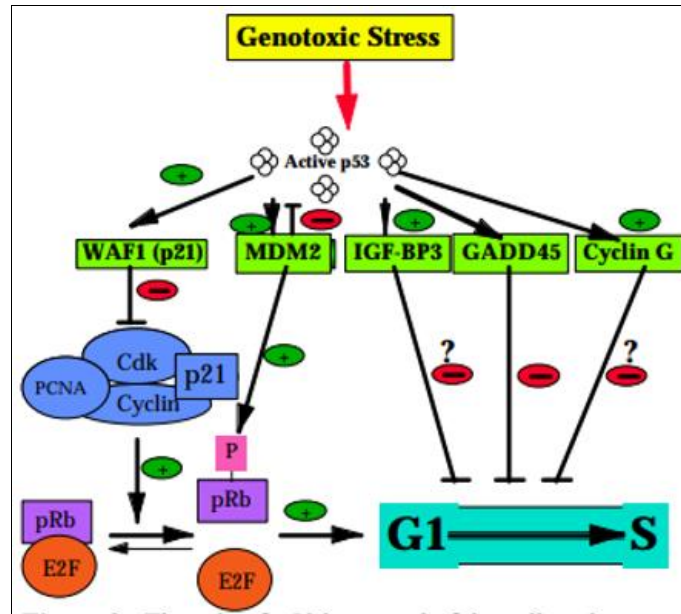 Genotoxic Stress
Active p53
+
+
−
+
+
WAF1 (p21)
MDM2
IGF-BP3
GADD45
Cyclin G
−
Cdk
p21
PCNA
Cyclin
+
?
−
−
?
−
P
+
pRb
pRb
+
E2F
E2F
G1
S